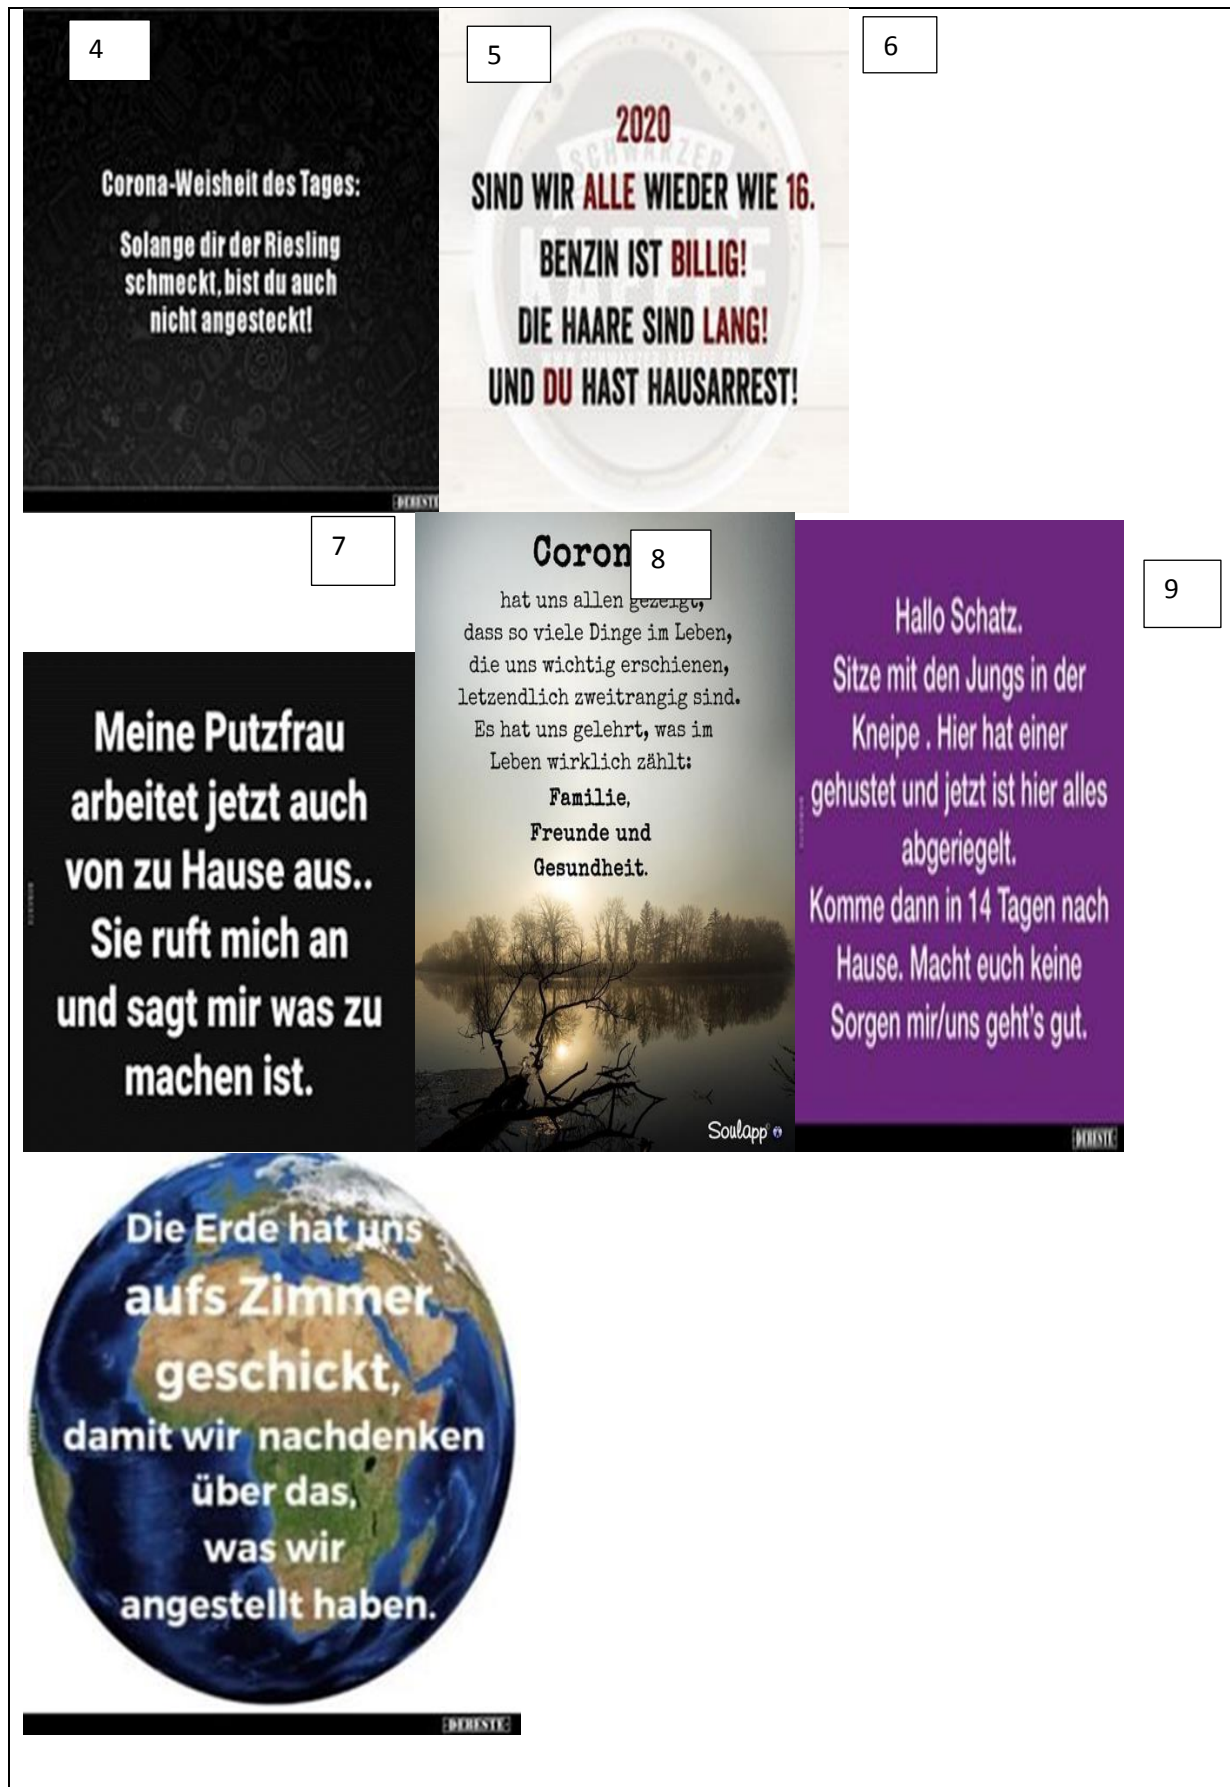 4
5
6
Corona-Weisheit des Tages:
Solange dir der Riesling
schmeckt, bist du auch
nicht angesteckt!
DEBESTE
2020
SIND WIR ALLE WIEDER WIE 16.
BENZIN IST BILLIG!
DIE HAARE SIND LANG!
UND DU HAST HAUSARREST!
SCHWARZER
KAFFEE
7
8
9
Meine Putzfrau
arbeitet jetzt auch
von zu Hause aus..
Sie ruft mich an
und sagt mir was zu
machen ist.
Coron
hat uns allen gezeigt,
dass so viele Dinge im Leben,
die uns wichtig erschienen,
letzendlich zweitrangig sind.
Es hat uns gelehrt, was im
Leben wirklich zählt:
Familie,
Freunde und
Gesundheit.
Soulapp
Hallo Schatz.
Sitze mit den Jungs in der
Kneipe . Hier hat einer
gehustet und jetzt ist hier alles
abgeriegelt.
Komme dann in 14 Tagen nach
Hause. Macht euch keine
Sorgen mir/uns geht's gut.
DEBESTE
Die Erde hat uns
aufs Zimmer
geschickt,
damit wir nachdenken
über das,
was wir
angestellt haben.
DEBESTE